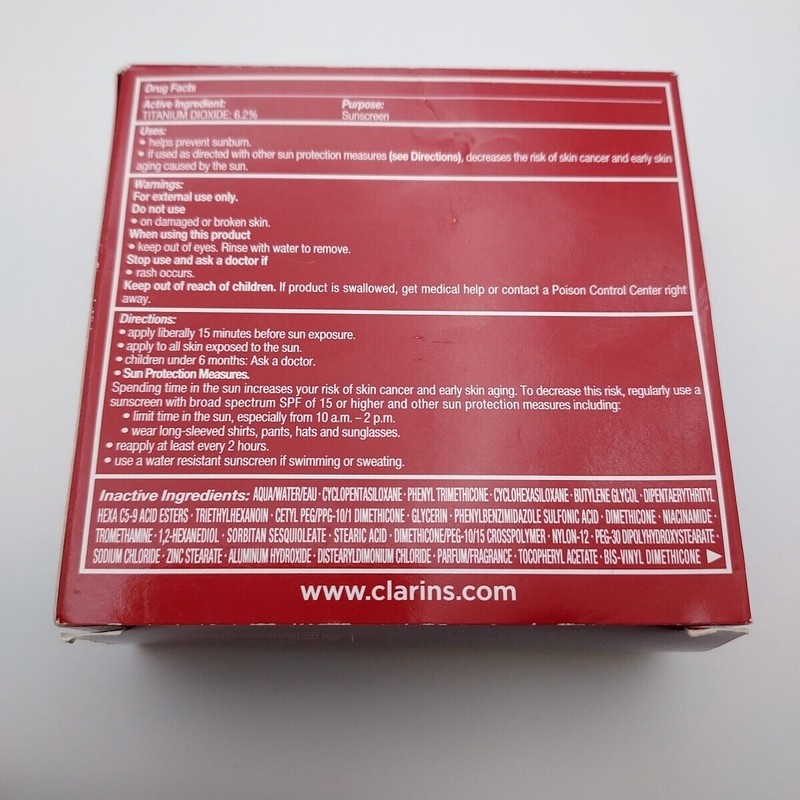 Drug Facts
Active Ingredient: Purpose:
TITANIUM DIOXIDE: 6.2% Sunscreen
Uses:
• helps prevent sunburn.
• if used as directed with other sun protection measures (see Directions), decreases the risk of skin cancer and early skin
aging caused by the sun.
Warnings:
For external use only.
Do not use
• on damaged or broken skin.
When using this product
• keep out of eyes. Rinse with water to remove.
Stop use and ask a doctor if
• rash occurs.
Keep out of reach of children. If product is swallowed, get medical help or contact a Poison Control Center right
away.
Directions:
• apply liberally 15 minutes before sun exposure.
• apply to all skin exposed to the sun.
• children under 6 months: Ask a doctor.
• Sun Protection Measures.
Spending time in the sun increases your risk of skin cancer and early skin aging. To decrease this risk, regularly use a
sunscreen with broad spectrum SPF of 15 or higher and other sun protection measures including:
• limit time in the sun, especially from 10 a.m. – 2 p.m.
• wear long-sleeved shirts, pants, hats and sunglasses.
• reapply at least every 2 hours.
• use a water resistant sunscreen if swimming or sweating.
Inactive Ingredients: AQUA/WATER/EAU · CYCLOPENTASILOXANE · PHENYL TRIMETHICONE · CYCLOHEXASILOXANE · BUTYLENE GLYCOL · DIPENTAERYTHRITYL
HEXA C5-9 ACID ESTERS · TRIETHYLHEXANOIN · CETYL PEG/PPG-10/1 DIMETHICONE · GLYCERIN · PHENYLBENZIMIDAZOLE SULFONIC ACID · DIMETHICONE · NIACINAMIDE ·
TROMETHAMINE · 1,2-HEXANEDIOL · SORBITAN SESQUIOLEATE · STEARIC ACID · DIMETHICONE/PEG-10/15 CROSSPOLYMER · NYLON-12 · PEG-30 DIPOLYHYDROXYSTEARATE ·
SODIUM CHLORIDE · ZINC STEARATE · ALUMINUM HYDROXIDE · DISTEARYLDIMONIUM CHLORIDE · PARFUM/FRAGRANCE · TOCOPHERYL ACETATE · BIS-VINYL DIMETHICONE ▶
www.clarins.com